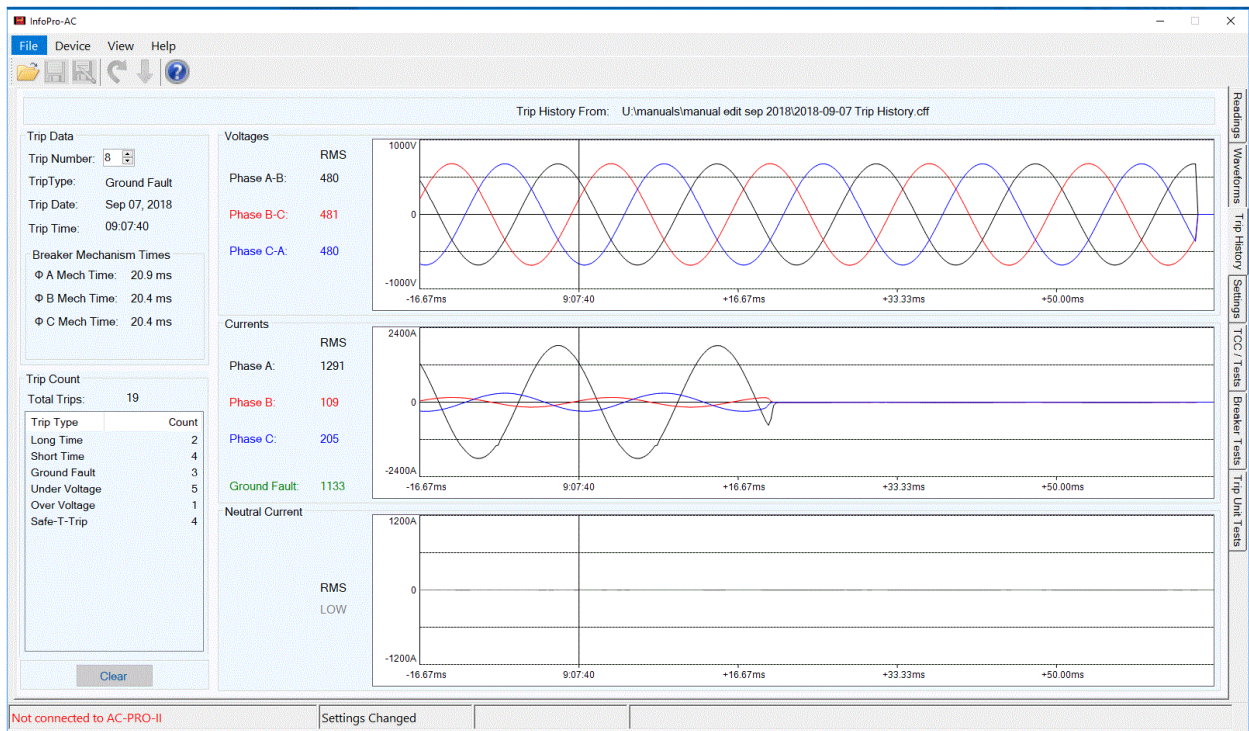 InfoPro-AC
File Device View Help
Trip History From: U:\manuals\manual edit sep 2018\2018-09-07 Trip History.cff
Trip Data
Trip Number: 8
TripType: Ground Fault
Trip Date: Sep 07, 2018
Trip Time: 09:07:40
Breaker Mechanism Times
Φ A Mech Time: 20.9 ms
Φ B Mech Time: 20.4 ms
Φ C Mech Time: 20.4 ms
Trip Count
Total Trips: 19
Trip Type Count
Long Time 2
Short Time 4
Ground Fault 3
Under Voltage 5
Over Voltage 1
Safe-T-Trip 4
Clear
Voltages
RMS
Phase A-B: 480
Phase B-C: 481
Phase C-A: 480
1000V
0
-1000V
-16.67ms 9:07:40 +16.67ms +33.33ms +50.00ms
Currents
RMS
Phase A: 1291
Phase B: 109
Phase C: 205
Ground Fault: 1133
2400A
0
-2400A
-16.67ms 9:07:40 +16.67ms +33.33ms +50.00ms
Neutral Current
RMS
LOW
1200A
0
-1200A
-16.67ms 9:07:40 +16.67ms +33.33ms +50.00ms
Readings
Waveforms
Trip History
Settings
TCC / Tests
Breaker Tests
Trip Unit Tests
Not connected to AC-PRO-II
Settings Changed